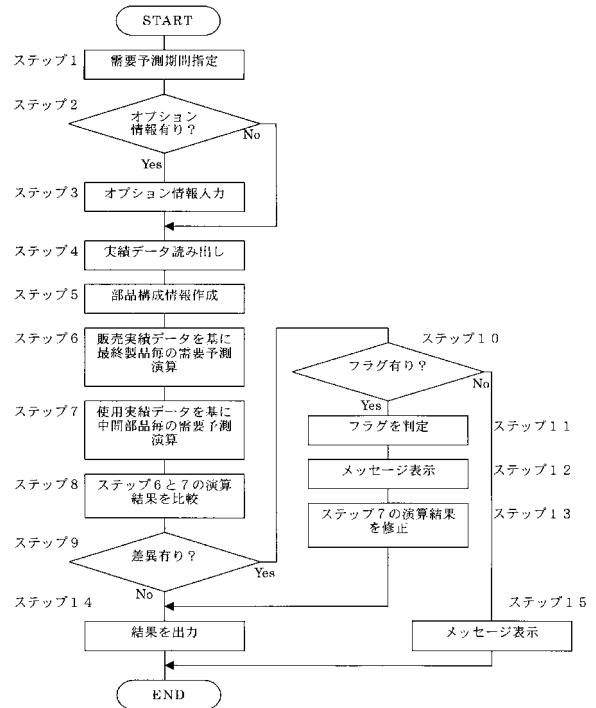 START
ステップ１
需要予測期間指定
ステップ２
オプション
情報有り？
No
Yes
ステップ３
オプション情報入力
ステップ４
実績データ読み出し
ステップ５
部品構成情報作成
ステップ６
販売実績データを基に
最終製品毎の需要予測
演算
ステップ７
使用実績データを基に
中間部品毎の需要予測
演算
ステップ８
ステップ６と７の演算
結果を比較
ステップ９
差異有り？
Yes
No
ステップ１０
フラグ有り？
No
Yes
フラグを判定
ステップ１１
メッセージ表示
ステップ１２
ステップ７の演算結果
を修正
ステップ１３
ステップ１４
結果を出力
ステップ１５
メッセージ表示
END